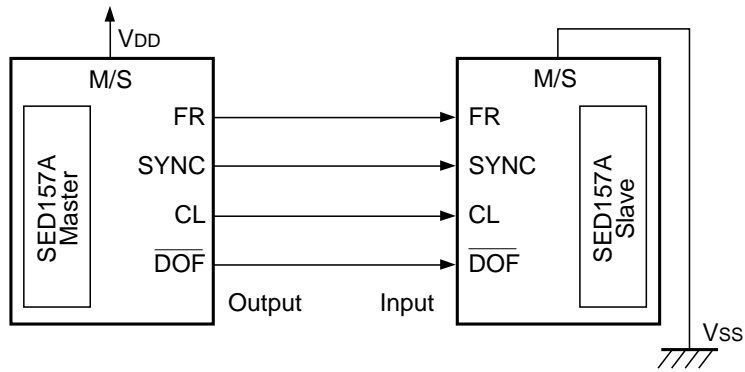 VDD
M/S
FR
SYNC
CL
DOF
SED157A
Master
Output
Input
M/S
FR
SYNC
CL
DOF
SED157A
Slave
VSS